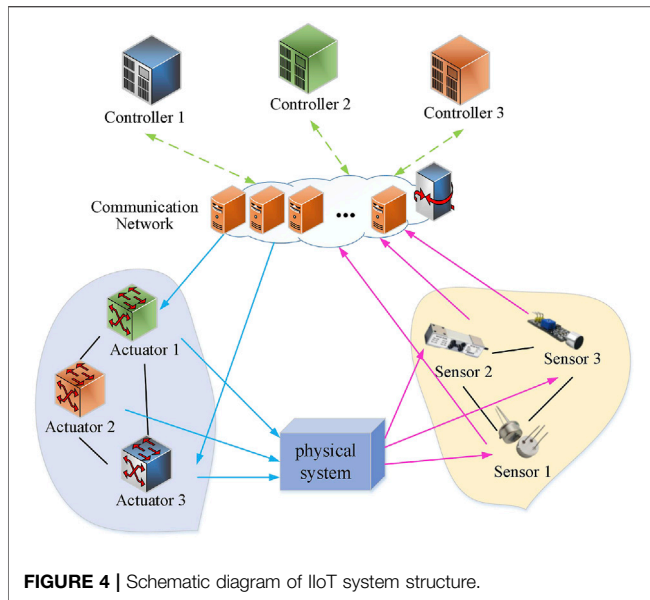 Controller 1
Controller 2
Controller 3
Communication
Network
...
Actuator 1
Actuator 2
Actuator 3
physical
system
Sensor 2
Sensor 3
Sensor 1
FIGURE 4 | Schematic diagram of IIoT system structure.